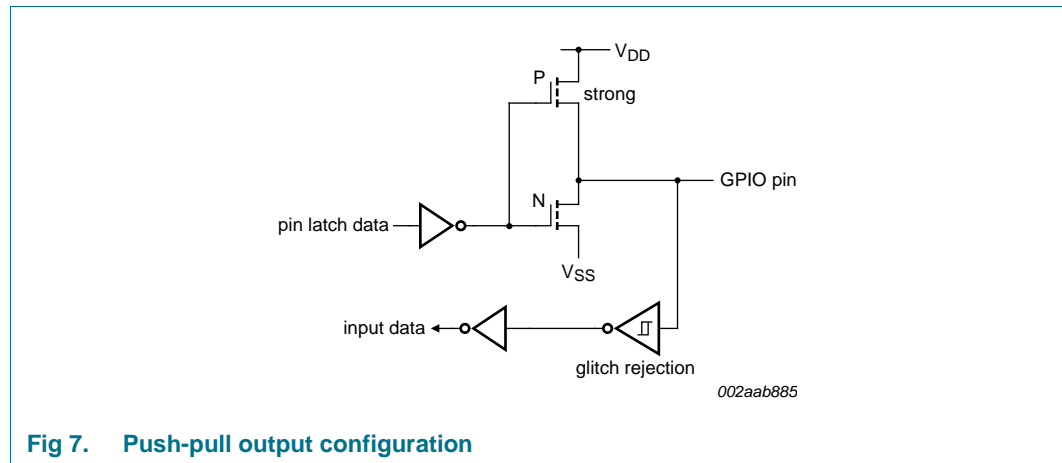 VDD
P
strong
GPIO pin
N
pin latch data
VSS
input data
glitch rejection
002aab885
Fig 7. Push-pull output configuration